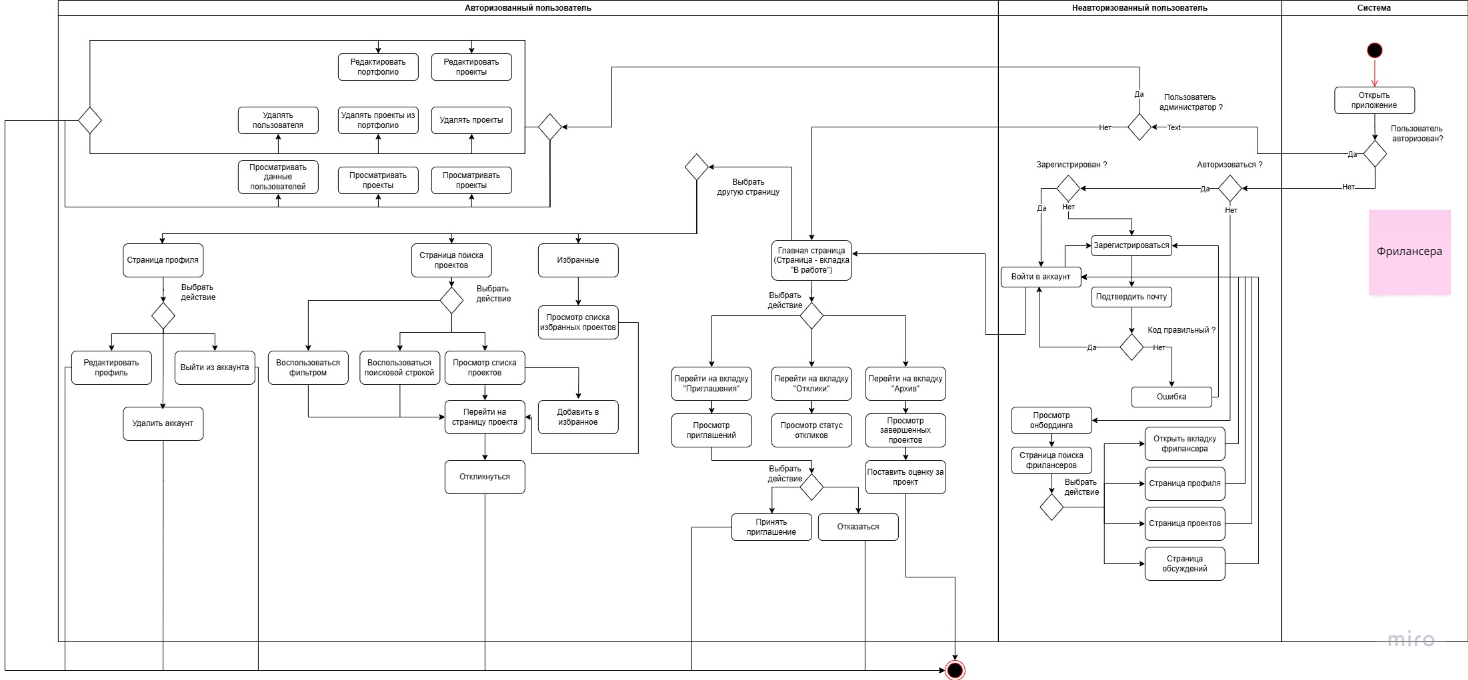 Авторизованный пользователь
Неавторизованный пользователь
Система
Редактировать
портфолио
Редактировать
проекты
Удалять
пользователя
Удалять проекты из
портфолио
Удалять проекты
Просматривать
данные
пользователей
Просматривать
проекты
Просматривать
проекты
Выбрать
другую страницу
Да
Пользователь
администратор ?
Нет
Text
Открыть
приложение
Пользователь
авторизован?
Да
Нет
Зарегистрирован ?
Авторизоваться ?
Да
Да
Нет
Нет
Зарегистрироваться
Войти в аккаунт
Подтвердить почту
Код правильный ?
Да
Нет
Ошибка
Фрилансера
Страница профиля
Выбрать
действие
Редактировать
профиль
Выйти из аккаунта
Удалить аккаунт
Страница поиска
проектов
Выбрать
действие
Воспользоваться
фильтром
Воспользоваться
поисковой строкой
Просмотр списка
проектов
Перейти на
страницу проекта
Откликнуться
Избранные
Просмотр списка
избранных проектов
Добавить в
избранное
Главная страница
(Страница - вкладка
"В работе")
Выбрать
действие
Перейти на вкладку
"Приглашения"
Перейти на вкладку
"Отклики"
Перейти на вкладку
"Архив"
Просмотр
приглашений
Просмотр статус
откликов
Просмотр
завершенных
проектов
Выбрать
действие
Поставить оценку за
проект
Принять
приглашение
Отказаться
Просмотр
онбординга
Страница поиска
фрилансеров
Выбрать
действие
Открыть вкладку
фрилансера
Страница профиля
Страница проектов
Страница
обсуждений
miro